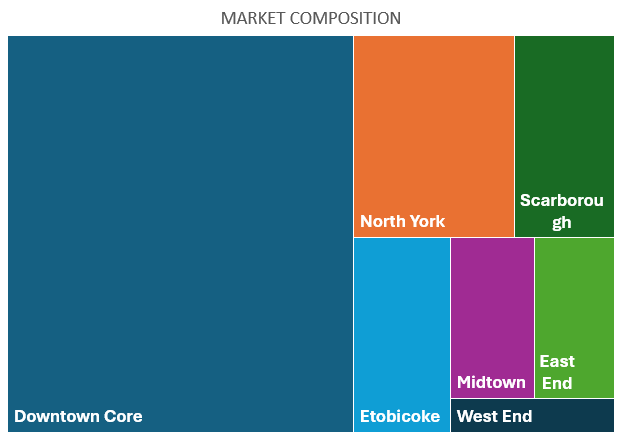 MARKET COMPOSITION
North York
Scarborou
gh
Downtown Core
Etobicoke
Midtown
East
End
West End